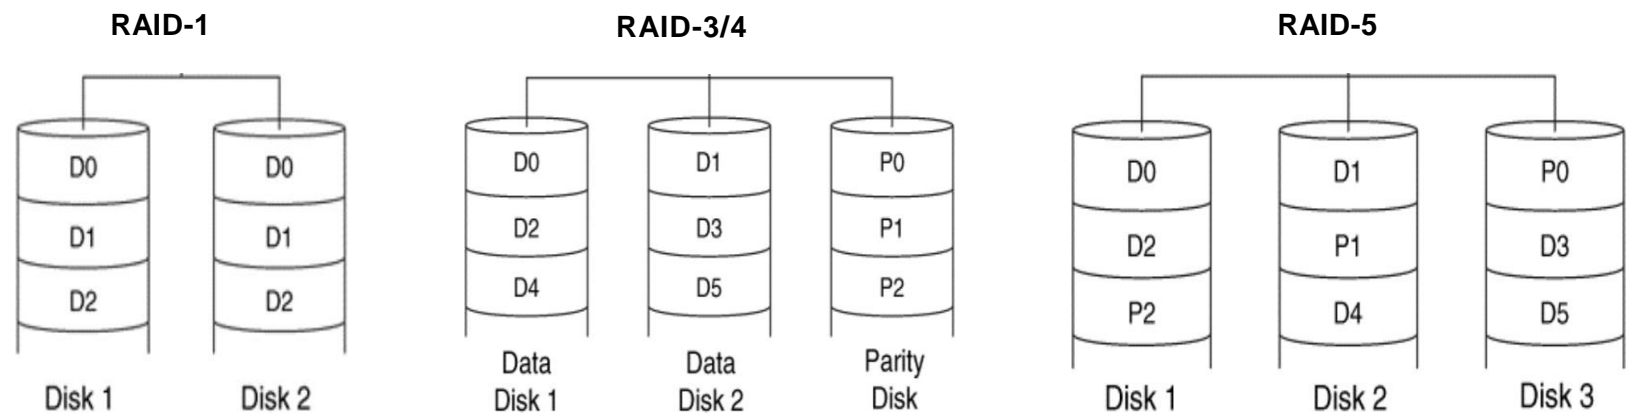 RAID-1
RAID-3/4
RAID-5
D0 D0
D1 D1
D2 D2
Disk 1 Disk 2
D0 D1 P0
D2 D3 P1
D4 D5 P2
Data Data Parity
Disk 1 Disk 2 Disk
D0 D1 P0
D2 P1 D3
P2 D4 D5
Disk 1 Disk 2 Disk 3